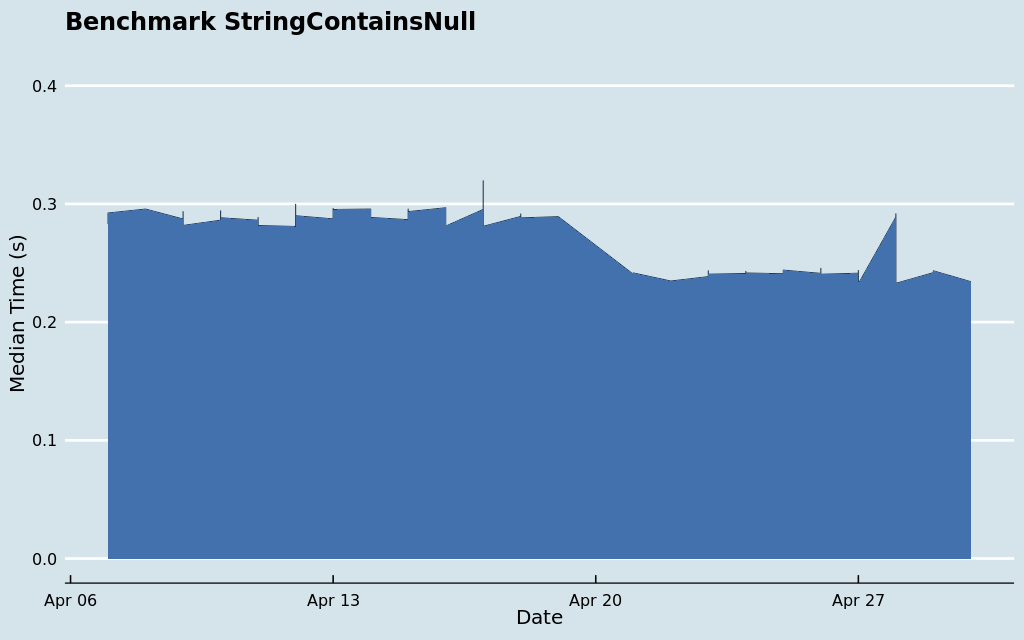 Benchmark StringContainsNull
0.4
0.3
0.2
0.1
0.0
Median Time (s)
Apr 06
Apr 13
Apr 20
Apr 27
Date